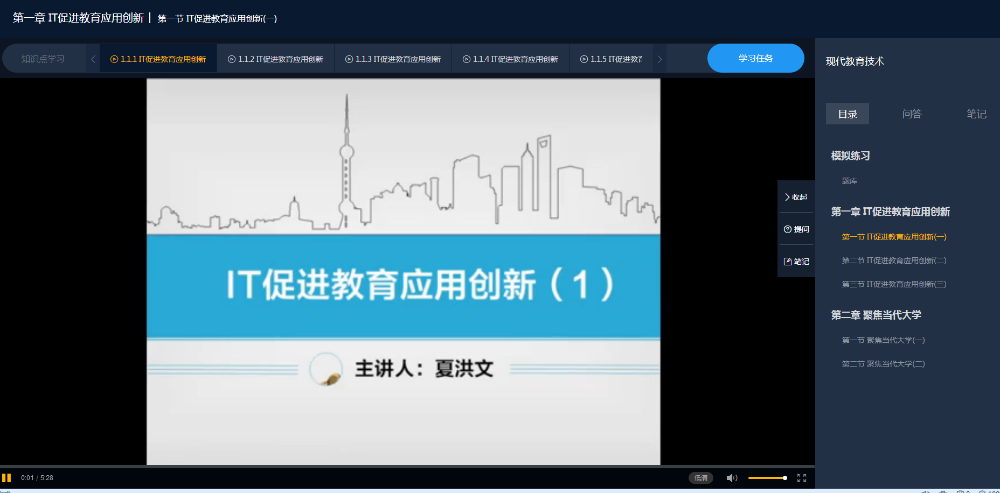 第一章 IT促进教育应用创新 | 第一节 IT促进教育应用创新(一)
知识点学习
1.1.1 IT促进教育应用创新
1.1.2 IT促进教育应用创新
1.1.3 IT促进教育应用创新
1.1.4 IT促进教育应用创新
1.1.5 IT促进教育
学习任务
IT促进教育应用创新（1）
主讲人：夏洪文
收起
提问
笔记
0:01 / 5:28
低清
现代教育技术
目录
问答
笔记
模拟练习
题库
第一章 IT促进教育应用创新
第一节 IT促进教育应用创新(一)
第二节 IT促进教育应用创新(二)
第三节 IT促进教育应用创新(三)
第二章 聚焦当代大学
第一节 聚焦当代大学(一)
第二节 聚焦当代大学(二)